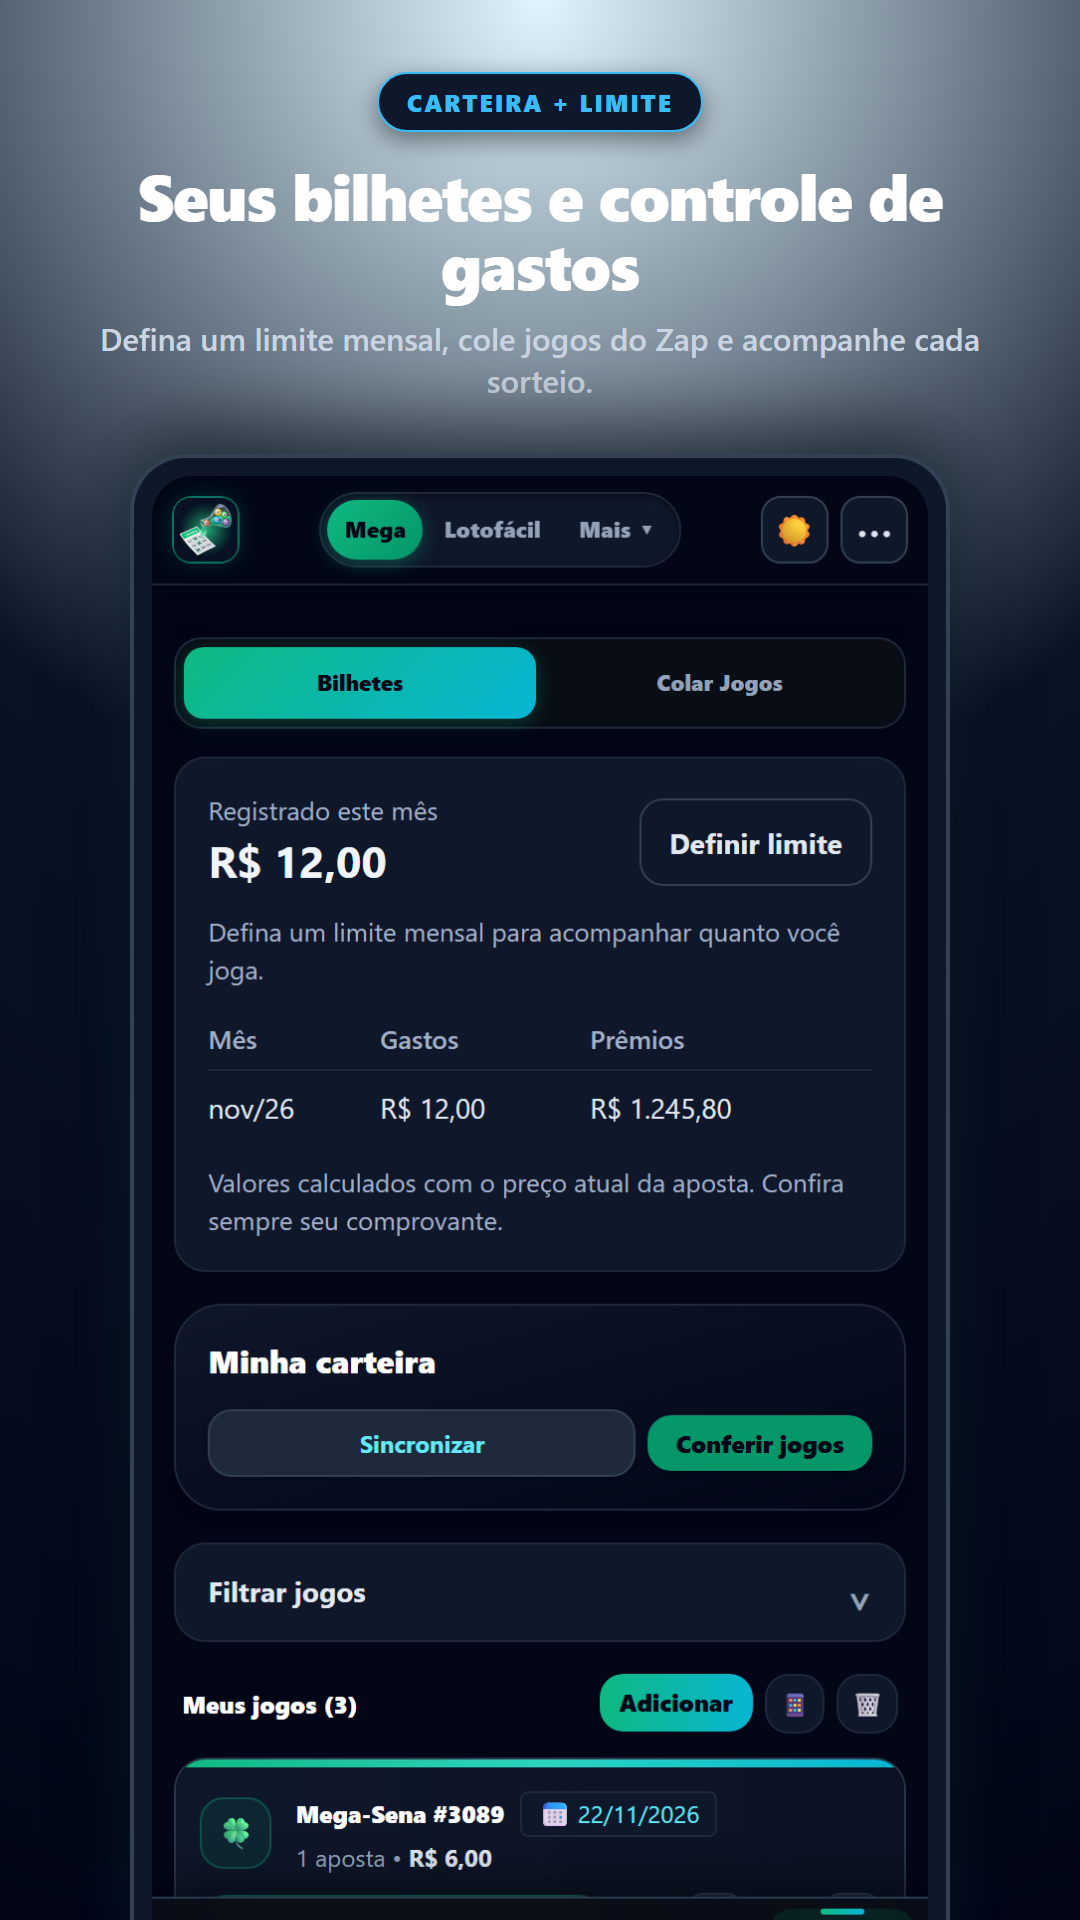 CARTEIRA + LIMITE
Seus bilhetes e controle de
gastos
Defina um limite mensal, cole jogos do Zap e acompanhe cada
sorteio.
Mega Lotofácil Mais ▼ ...
Bilhetes Colar Jogos
Registrado este mês
R$ 12,00
Definir limite
Defina um limite mensal para acompanhar quanto você
joga.
Mês Gastos Prêmios
nov/26 R$ 12,00 R$ 1.245,80
Valores calculados com o preço atual da aposta. Confira
sempre seu comprovante.
Minha carteira
Sincronizar Conferir jogos
Filtrar jogos
Meus jogos (3) Adicionar
Mega-Sena #3089 22/11/2026
1 aposta • R$ 6,00